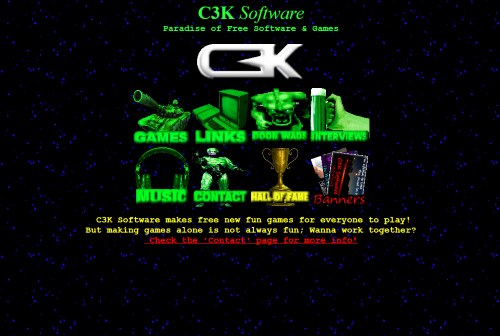 C3K Software
Paradise of Free Software & Games
C3K
GAMES
LINKS
DOOM WADS
INTERVIEWS
MUSIC
CONTACT
HALL OF FAME
Banners
C3K Software makes free new fun games for everyone to play!
But making games alone is not always fun; Wanna work together?
Check the 'Contact' page for more info!